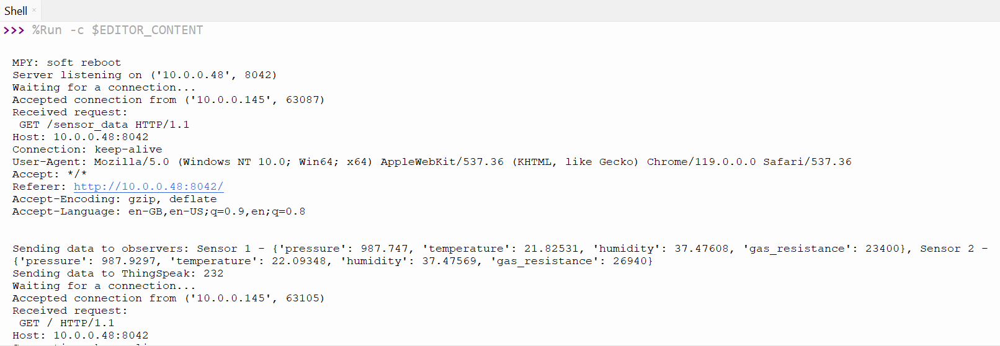 Shell ×
>>> %Run -c $EDITOR_CONTENT
MPY: soft reboot
Server listening on ('10.0.0.48', 8042)
Waiting for a connection...
Accepted connection from ('10.0.0.145', 63087)
Received request:
GET /sensor_data HTTP/1.1
Host: 10.0.0.48:8042
Connection: keep-alive
User-Agent: Mozilla/5.0 (Windows NT 10.0; Win64; x64) AppleWebKit/537.36 (KHTML, like Gecko) Chrome/119.0.0.0 Safari/537.36
Accept: */*
Referer: http://10.0.0.48:8042/
Accept-Encoding: gzip, deflate
Accept-Language: en-GB,en-US;q=0.9,en;q=0.8
Sending data to observers: Sensor 1 - {'pressure': 987.747, 'temperature': 21.82531, 'humidity': 37.47608, 'gas_resistance': 23400}, Sensor 2 -
{'pressure': 987.9297, 'temperature': 22.09348, 'humidity': 37.47569, 'gas_resistance': 26940}
Sending data to ThingSpeak: 232
Waiting for a connection...
Accepted connection from ('10.0.0.145', 63105)
Received request:
GET / HTTP/1.1
Host: 10.0.0.48:8042